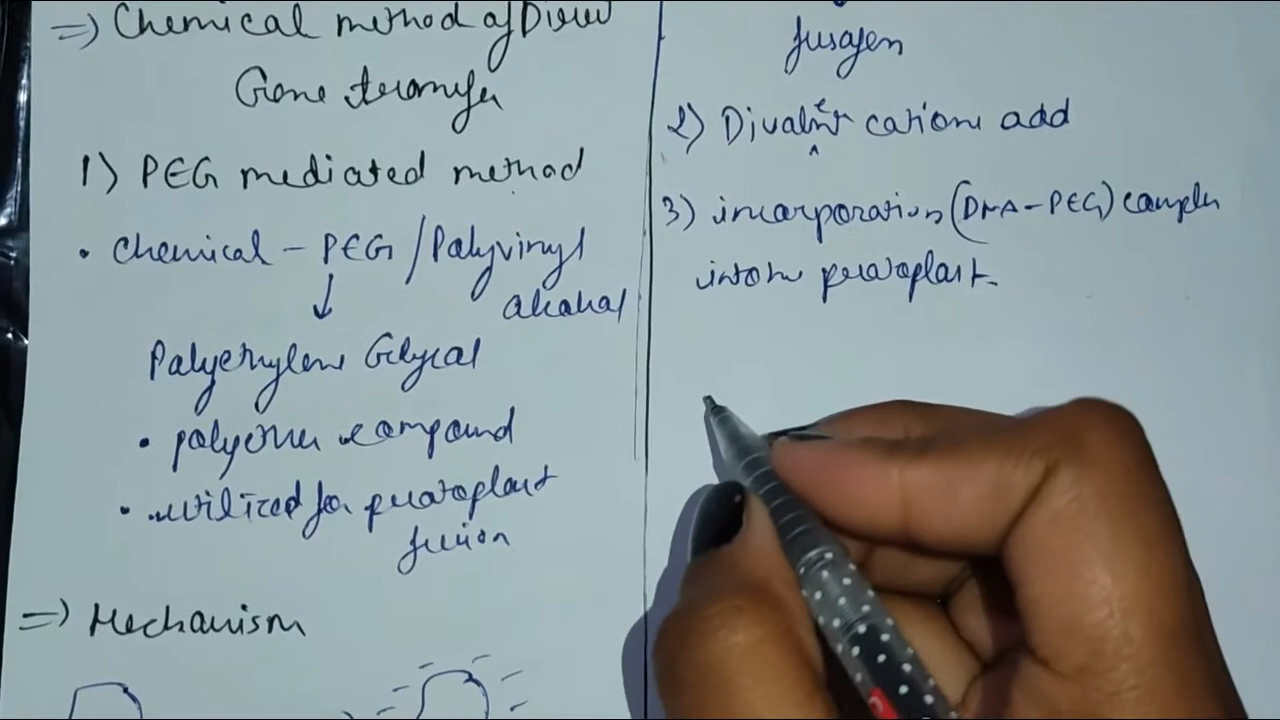 => Chemical method of Direct
Gene transfer
1) PEG mediated method
• Chemical - PEG / Polyvinyl
alcohol
↓
Polyethylene Glycol
• polymer compound
• utilized for protoplast
fusion
=> Mechanism
fusogen
2) Divalent cations add
3) incorporation (DNA-PEG) complex
into protoplast.